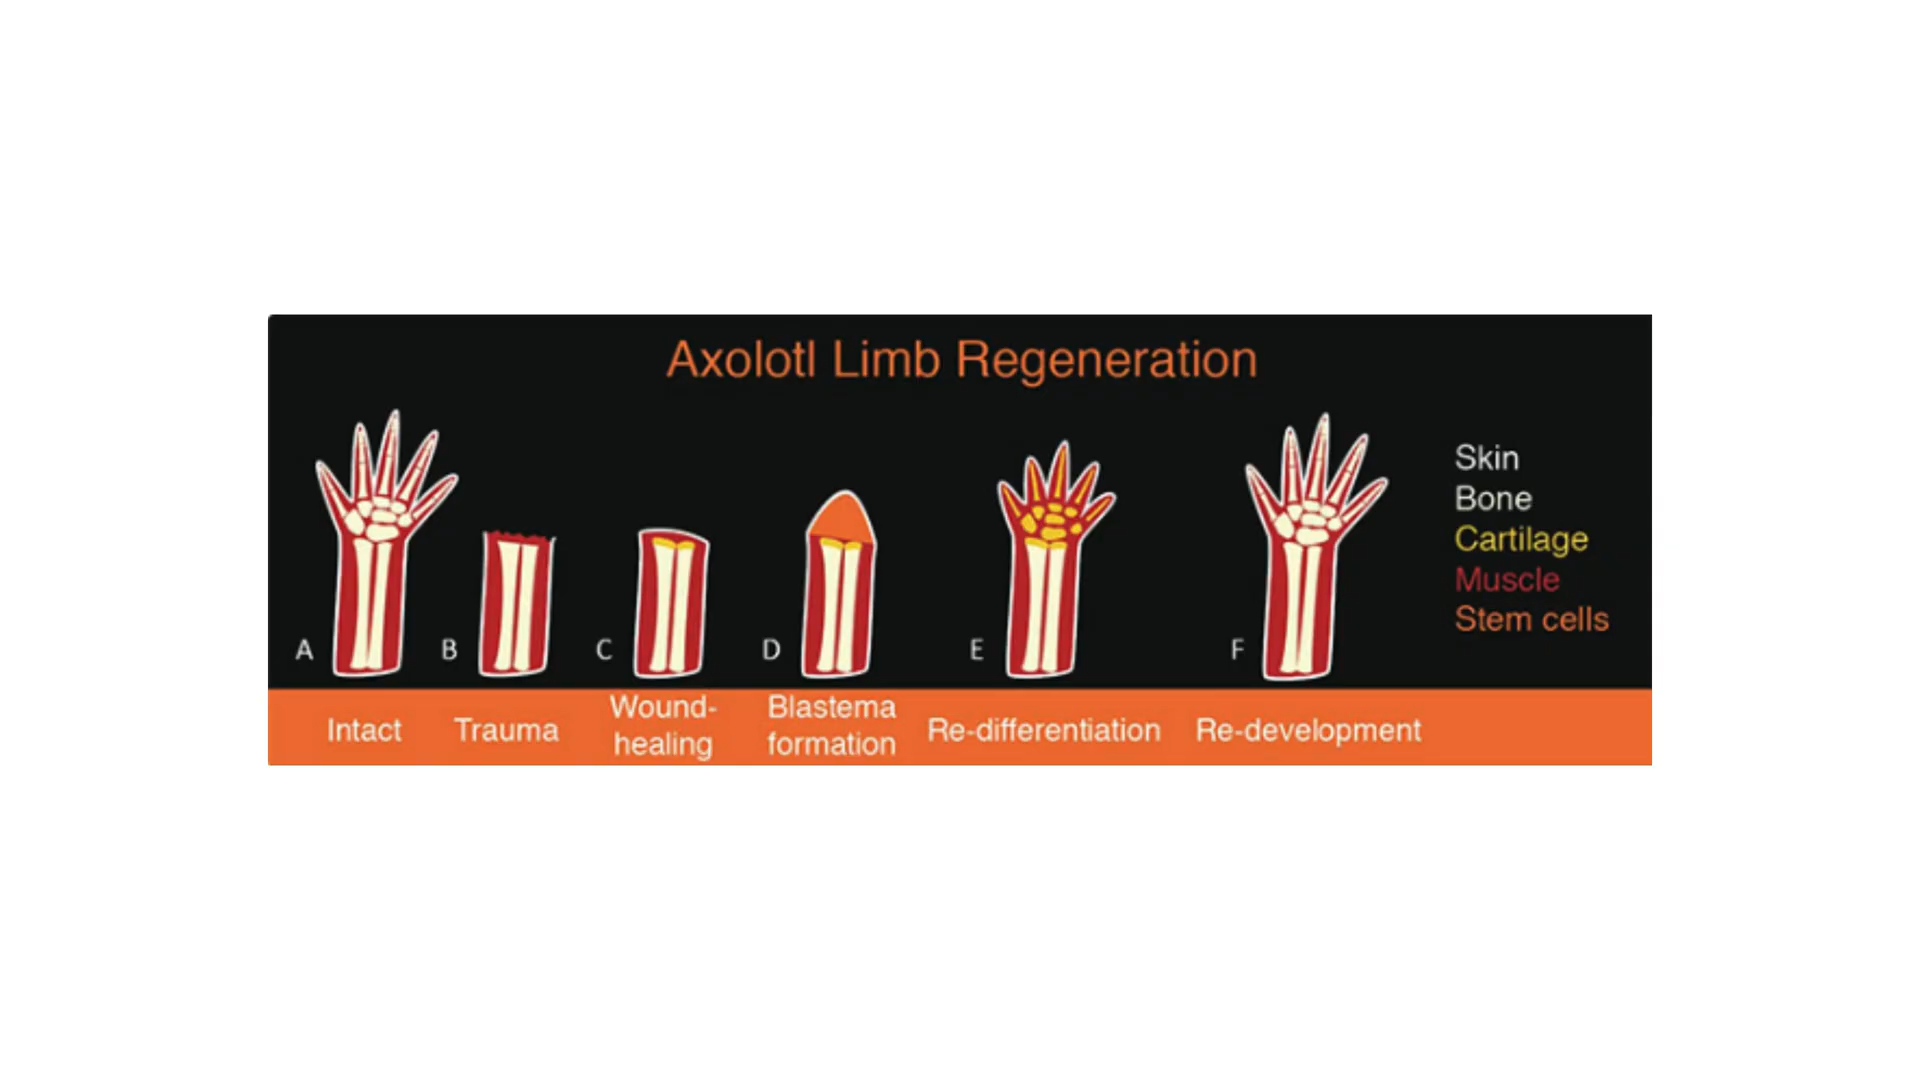 Axolotl Limb Regeneration
Skin
Bone
Cartilage
Muscle
Stem cells
A B C D E F
Intact
Trauma
Wound-
healing
Blastema
formation
Re-differentiation
Re-development